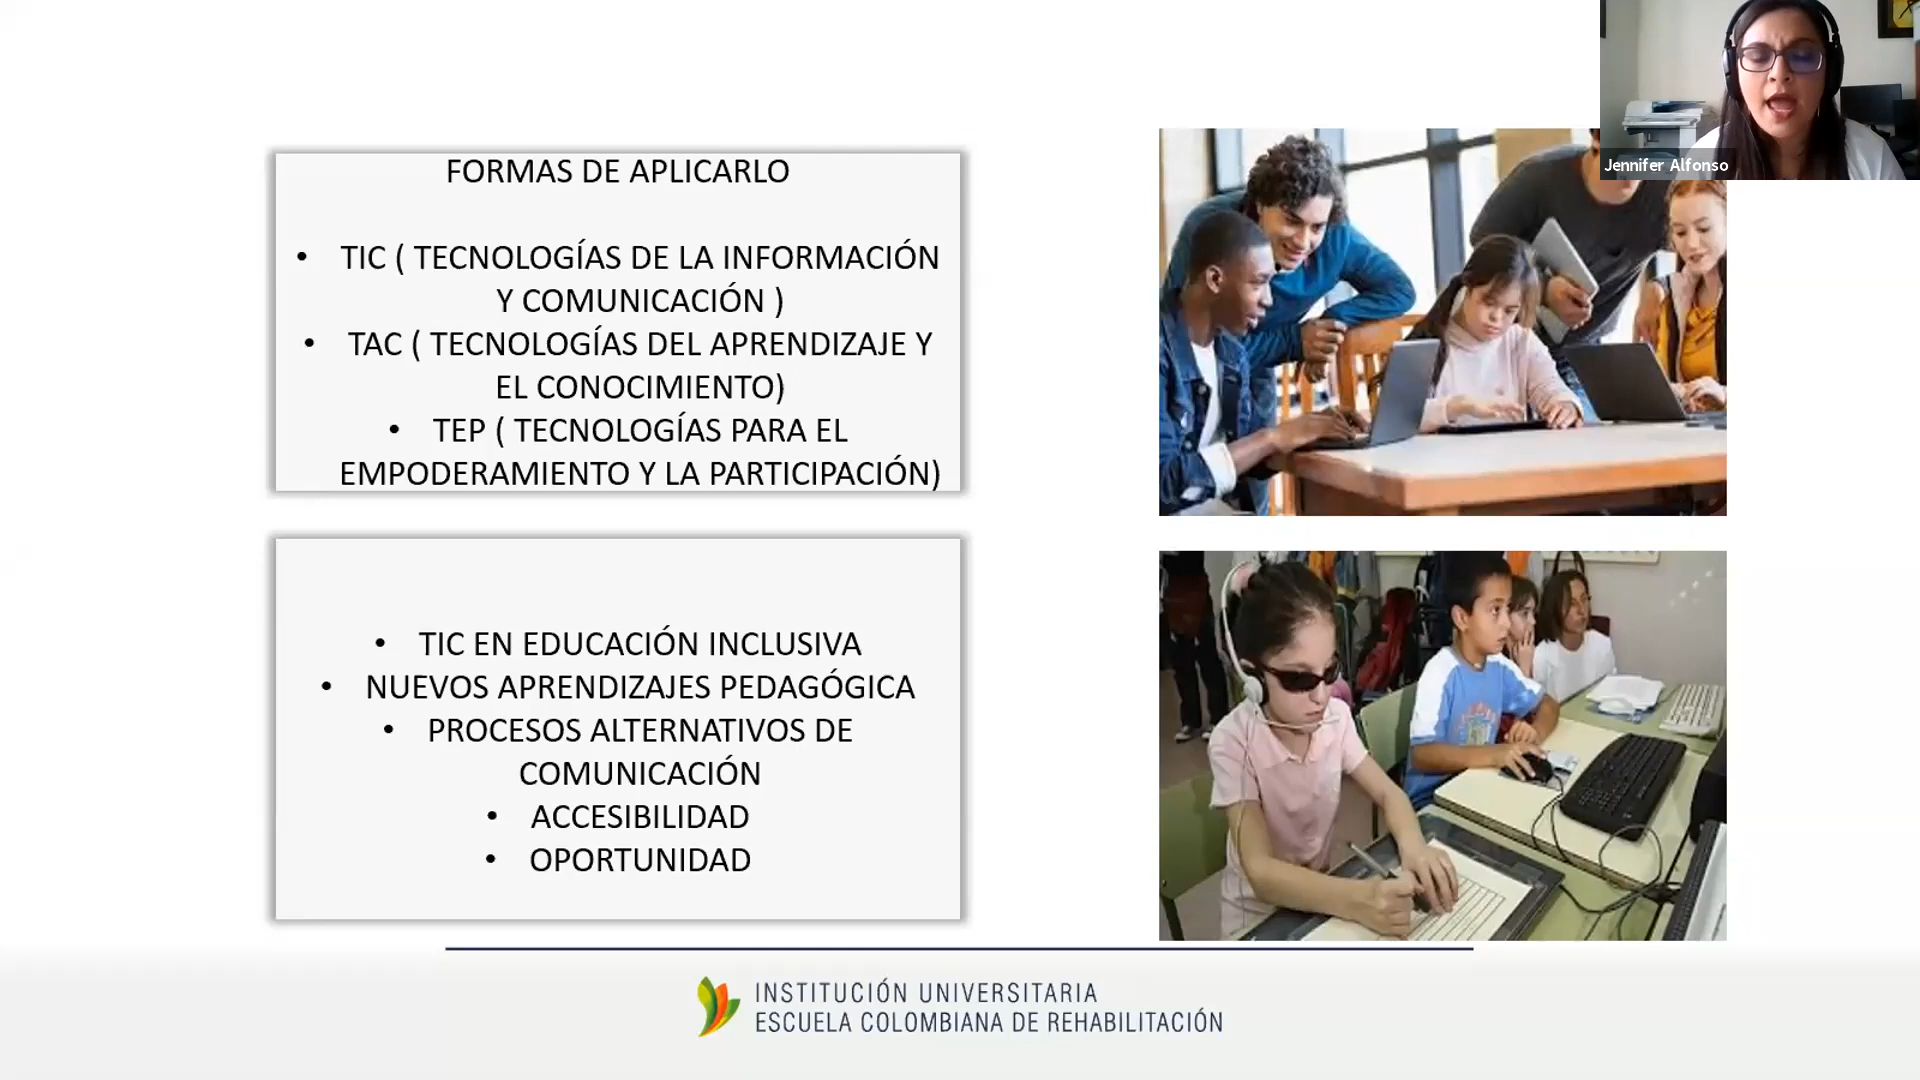 FORMAS DE APLICARLO
• TIC ( TECNOLOGÍAS DE LA INFORMACIÓN
Y COMUNICACIÓN )
• TAC ( TECNOLOGÍAS DEL APRENDIZAJE Y
EL CONOCIMIENTO)
• TEP ( TECNOLOGÍAS PARA EL
EMPODERAMIENTO Y LA PARTICIPACIÓN)
• TIC EN EDUCACIÓN INCLUSIVA
• NUEVOS APRENDIZAJES PEDAGÓGICA
• PROCESOS ALTERNATIVOS DE
COMUNICACIÓN
• ACCESIBILIDAD
• OPORTUNIDAD
Jennifer Alfonso
INSTITUCIÓN UNIVERSITARIA
ESCUELA COLOMBIANA DE REHABILITACIÓN